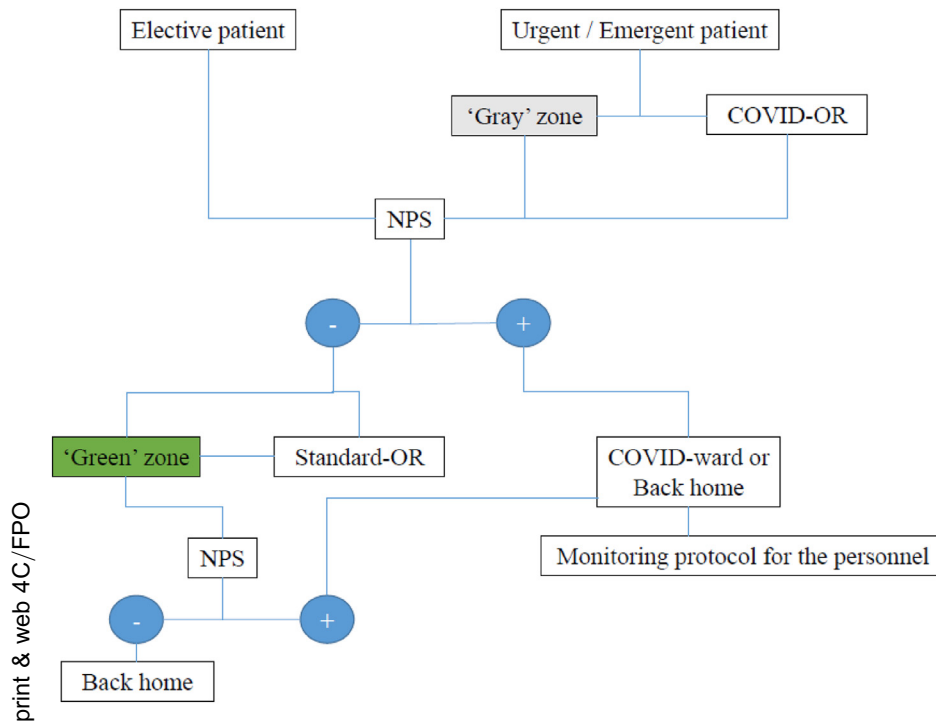 Elective patient
Urgent / Emergent patient
‘Gray’ zone
COVID-OR
NPS
-
+
‘Green’ zone
Standard-OR
COVID-ward or
Back home
NPS
Monitoring protocol for the personnel
-
+
Back home
print & web 4C/FPO